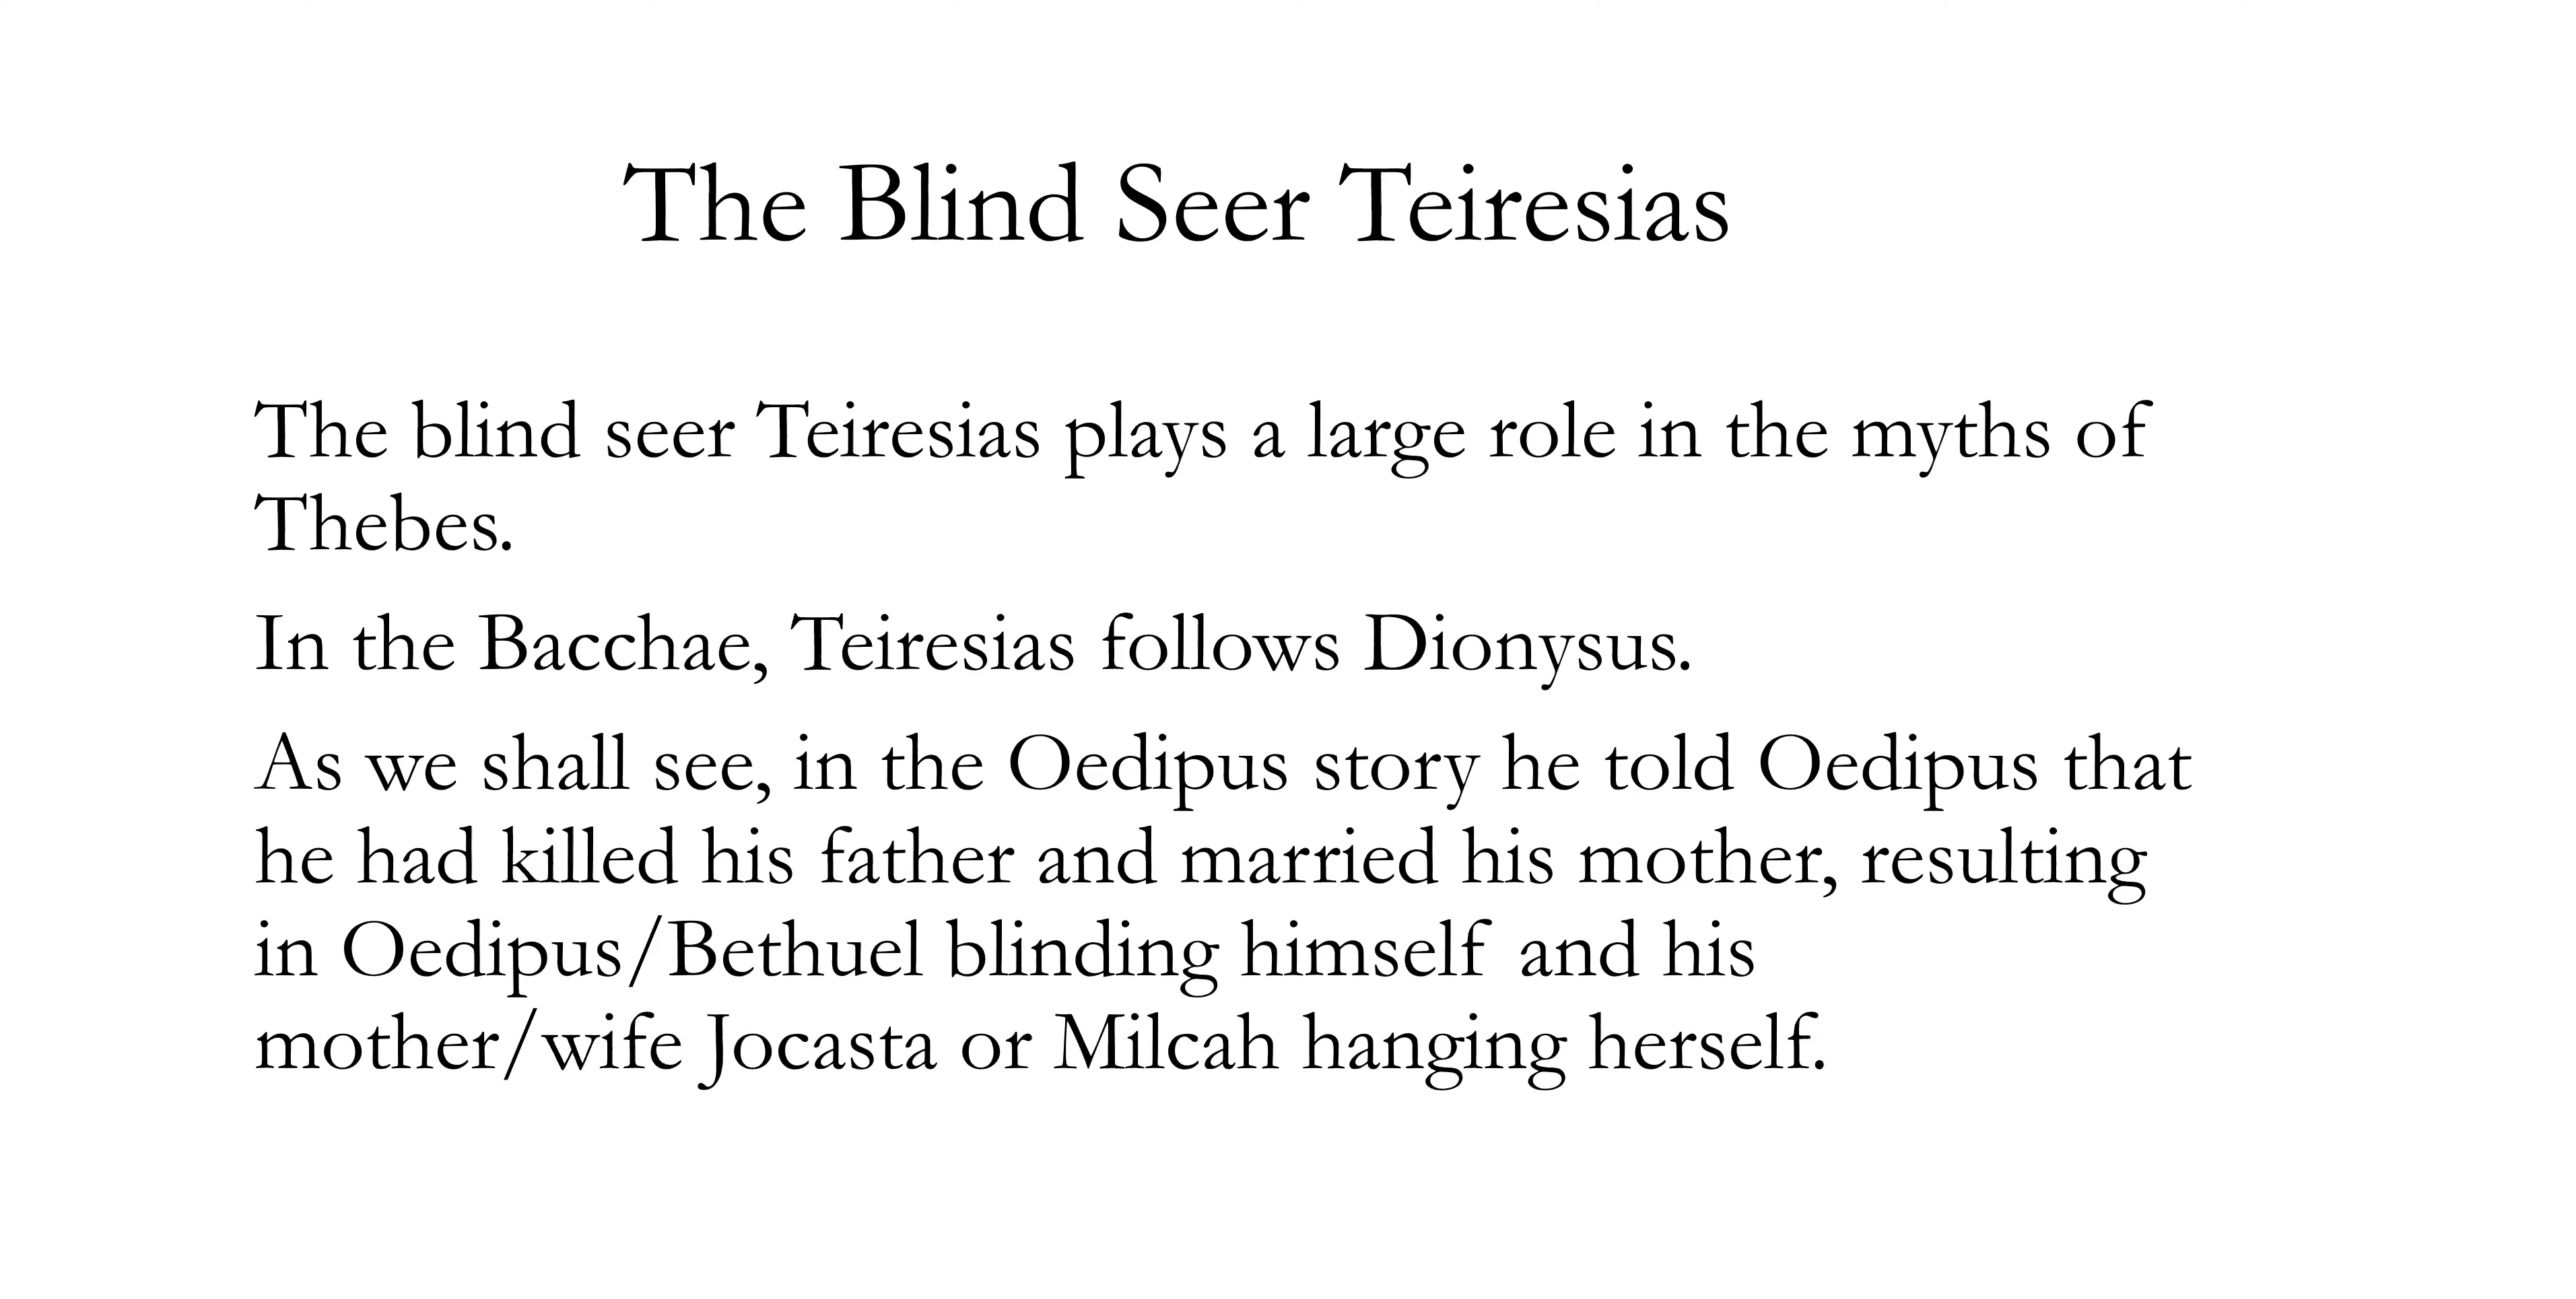 The Blind Seer Teiresias
The blind seer Teiresias plays a large role in the myths of
Thebes.
In the Bacchae, Teiresias follows Dionysus.
As we shall see, in the Oedipus story he told Oedipus that
he had killed his father and married his mother, resulting
in Oedipus/Bethuel blinding himself and his
mother/wife Jocasta or Milcah hanging herself.